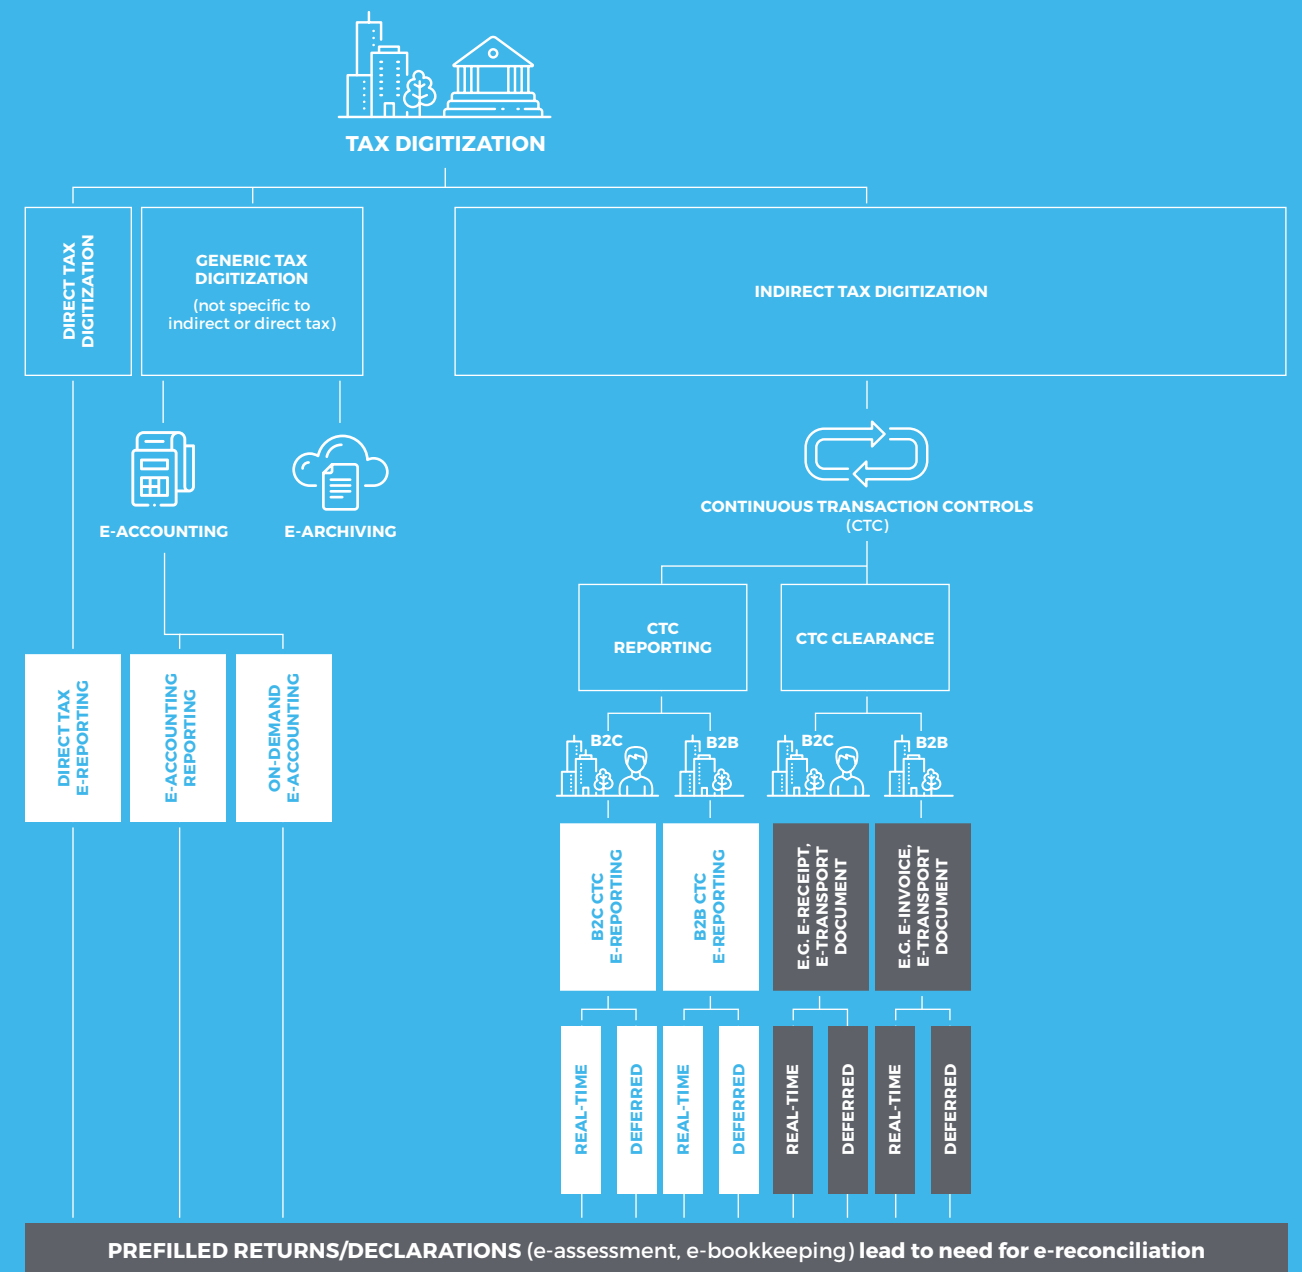 TAX DIGITIZATION
DIRECT TAX
DIGITIZATION
GENERIC TAX
DIGITIZATION
(not specific to
indirect or direct tax)
INDIRECT TAX DIGITIZATION
E-ACCOUNTING
E-ARCHIVING
CONTINUOUS TRANSACTION CONTROLS
(CTC)
CTC
REPORTING
CTC CLEARANCE
DIRECT TAX
E-REPORTING
E-ACCOUNTING
REPORTING
ON-DEMAND
E-ACCOUNTING
B2C
B2B
B2C
B2B
B2C CTC
E-REPORTING
B2B CTC
E-REPORTING
E.G. E-RECEIPT,
E-TRANSPORT
DOCUMENT
E.G. E-INVOICE,
E-TRANSPORT
DOCUMENT
REAL-TIME
DEFERRED
REAL-TIME
DEFERRED
REAL-TIME
DEFERRED
REAL-TIME
DEFERRED
PREFILLED RETURNS/DECLARATIONS (e-assessment, e-bookkeeping) lead to need for e-reconciliation